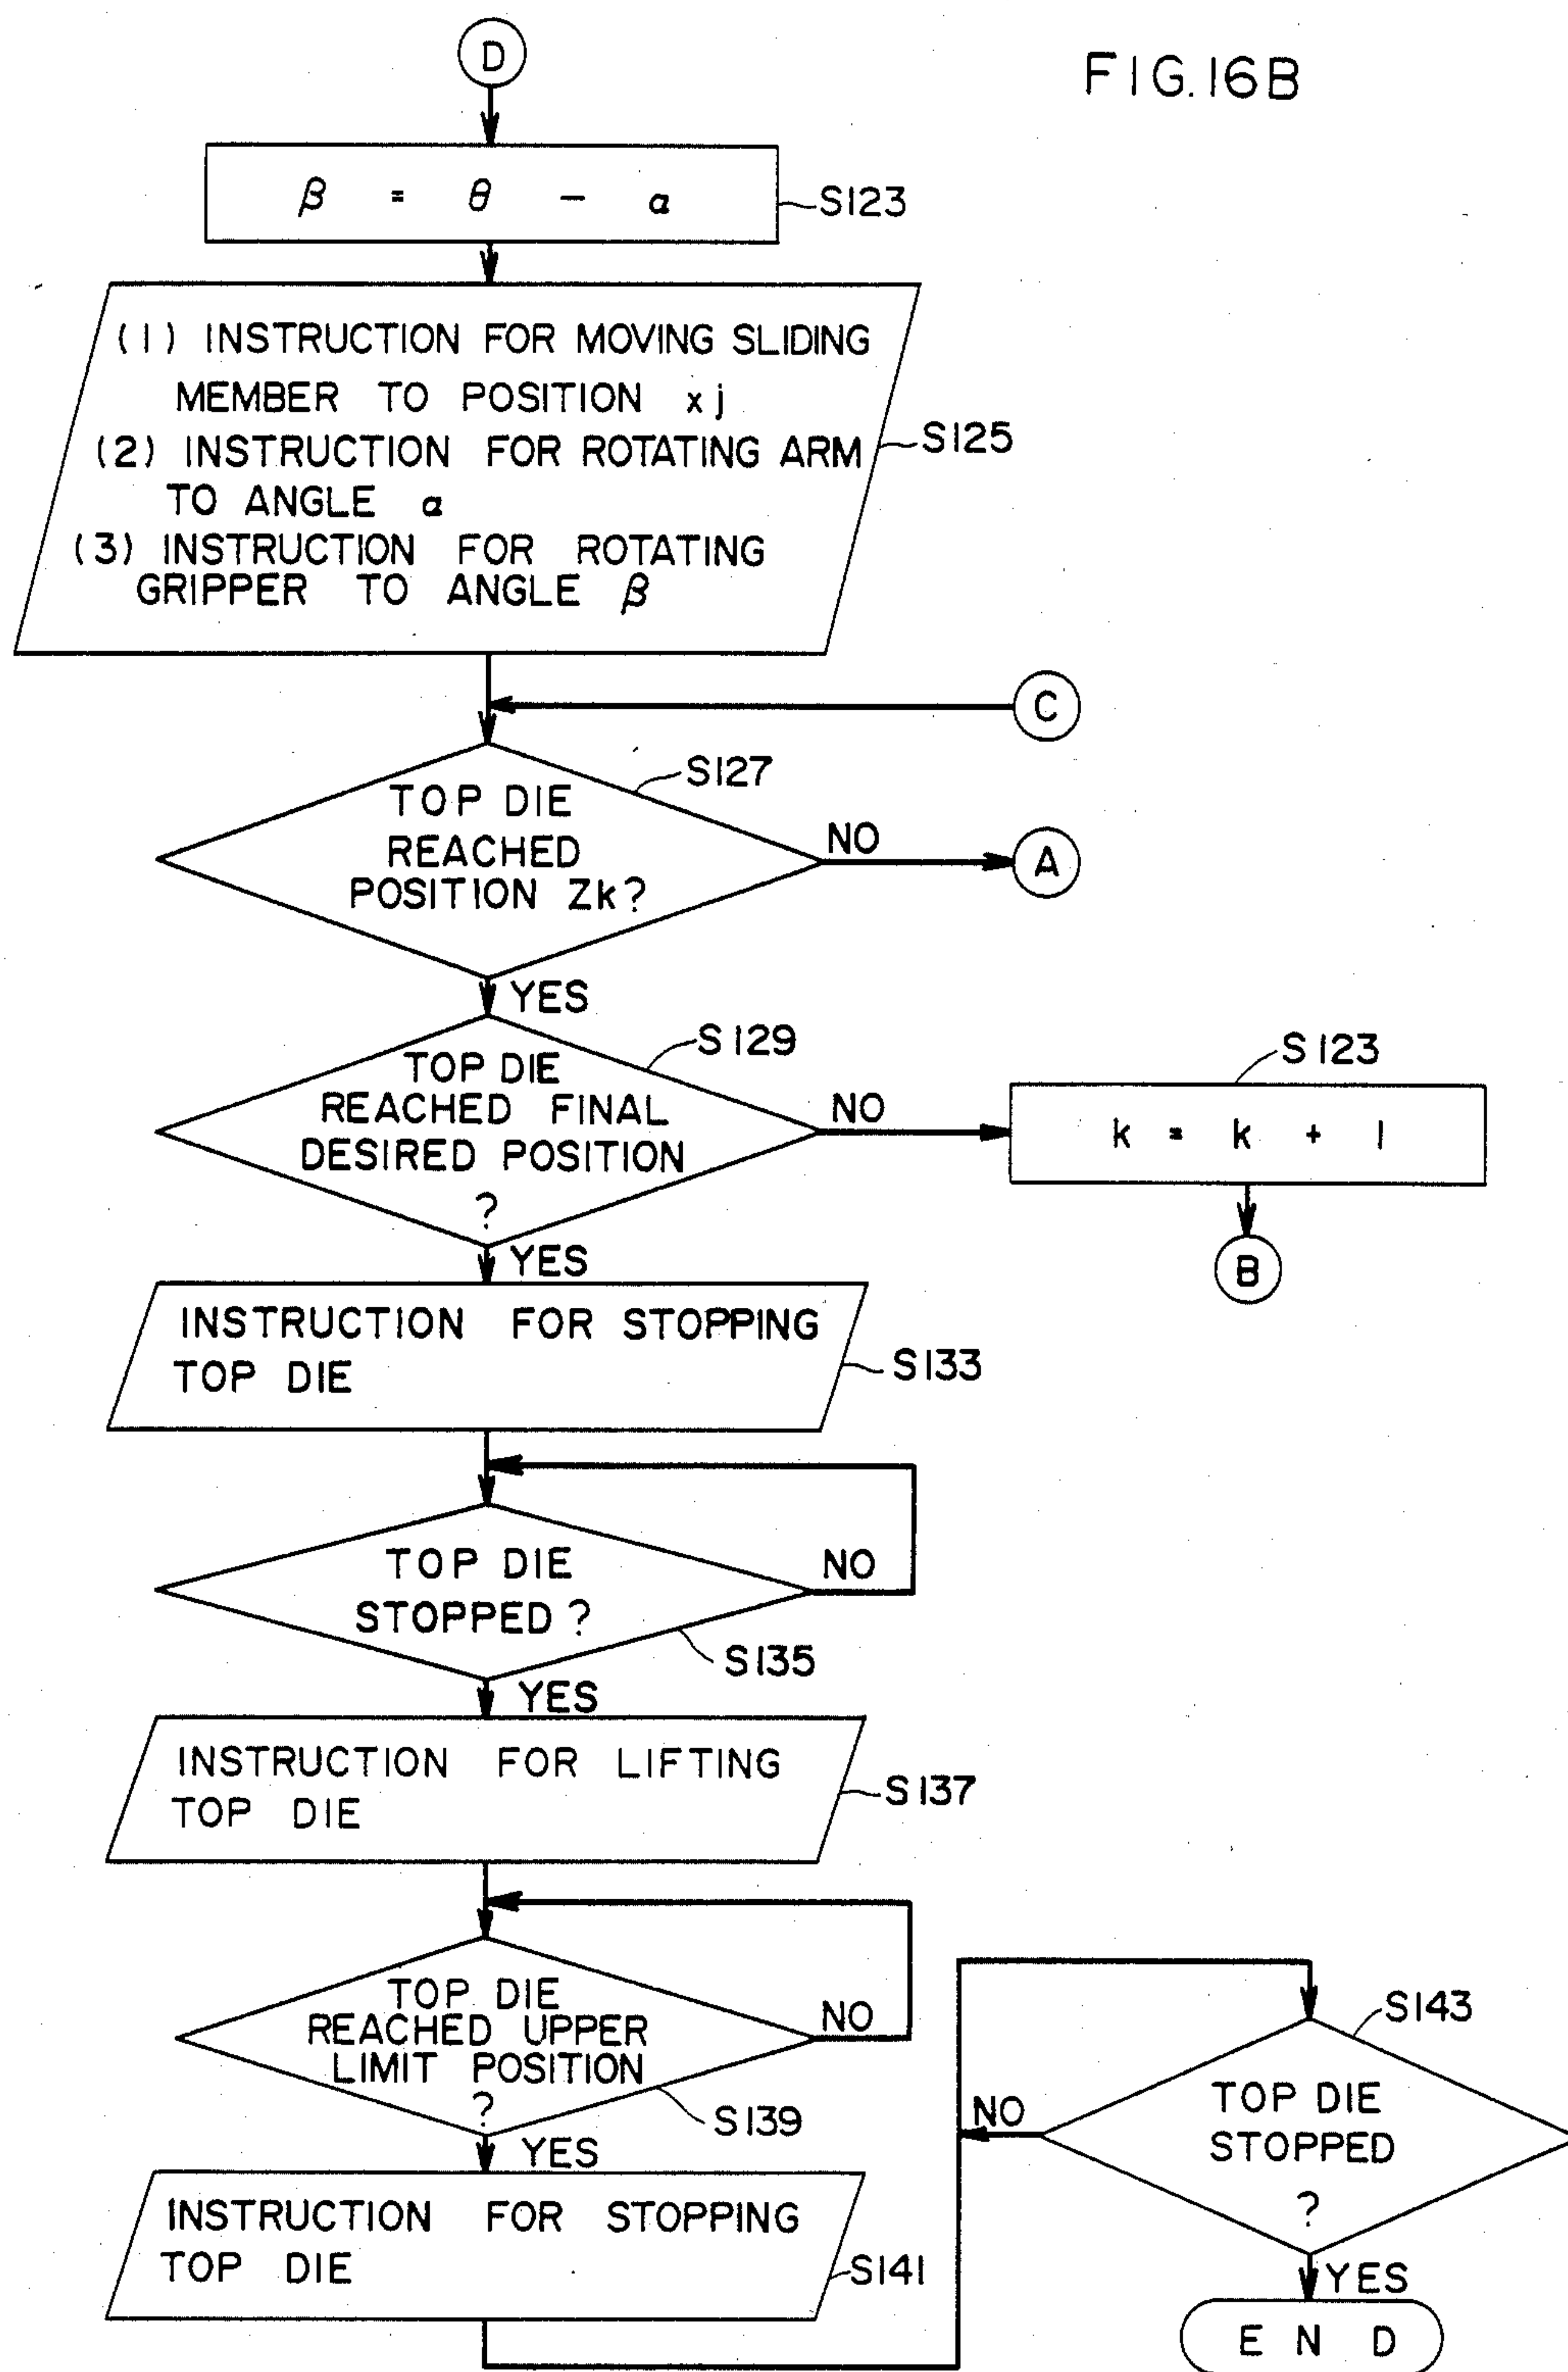 D
FIG.16B
β = θ - α
S123
(1) INSTRUCTION FOR MOVING SLIDING
MEMBER TO POSITION xj
(2) INSTRUCTION FOR ROTATING ARM
TO ANGLE α
(3) INSTRUCTION FOR ROTATING
GRIPPER TO ANGLE β
S125
C
S127
TOP DIE
REACHED
POSITION Zk?
NO
A
YES
S129
TOP DIE
REACHED FINAL
DESIRED POSITION
?
NO
S123
k = k + 1
B
YES
INSTRUCTION FOR STOPPING
TOP DIE
S133
TOP DIE
STOPPED?
NO
S135
YES
INSTRUCTION FOR LIFTING
TOP DIE
S137
TOP DIE
REACHED UPPER
LIMIT POSITION
?
NO
S139
YES
INSTRUCTION FOR STOPPING
TOP DIE
S141
S143
TOP DIE
STOPPED
?
NO
YES
END